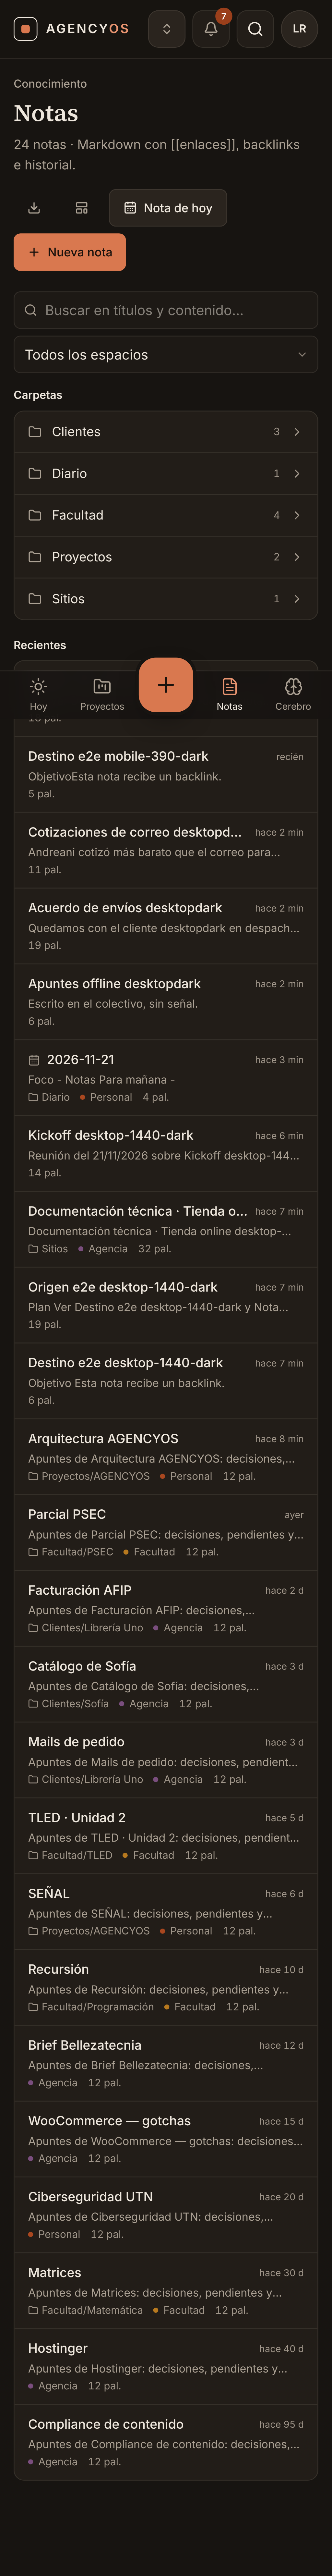 AGENCYOS
7
LR
Conocimiento
Notas
24 notas · Markdown con [[enlaces]], backlinks
e historial.
Nota de hoy
Nueva nota
Buscar en títulos y contenido...
Todos los espacios
Carpetas
Clientes 3
Diario 1
Facultad 4
Proyectos 2
Sitios 1
Recientes
Hoy
Proyectos
Notas
Cerebro
Destino e2e mobile-390-dark recién
ObjetivoEsta nota recibe un backlink.
5 pal.
Cotizaciones de correo desktopd... hace 2 min
Andreani cotizó más barato que el correo para...
11 pal.
Acuerdo de envíos desktopdark hace 2 min
Quedamos con el cliente desktopdark en despach...
19 pal.
Apuntes offline desktopdark hace 2 min
Escrito en el colectivo, sin señal.
6 pal.
2026-11-21 hace 3 min
Foco - Notas Para mañana -
Diario Personal 4 pal.
Kickoff desktop-1440-dark hace 6 min
Reunión del 21/11/2026 sobre Kickoff desktop-144...
14 pal.
Documentación técnica · Tienda o... hace 7 min
Documentación técnica · Tienda online desktop-...
Sitios Agencia 32 pal.
Origen e2e desktop-1440-dark hace 7 min
Plan Ver Destino e2e desktop-1440-dark y Nota...
19 pal.
Destino e2e desktop-1440-dark hace 7 min
Objetivo Esta nota recibe un backlink.
6 pal.
Arquitectura AGENCYOS hace 8 min
Apuntes de Arquitectura AGENCYOS: decisiones,...
Proyectos/AGENCYOS Personal 12 pal.
Parcial PSEC ayer
Apuntes de Parcial PSEC: decisiones, pendientes y...
Facultad/PSEC Facultad 12 pal.
Facturación AFIP hace 2 d
Apuntes de Facturación AFIP: decisiones,...
Clientes/Librería Uno Agencia 12 pal.
Catálogo de Sofía hace 3 d
Apuntes de Catálogo de Sofía: decisiones,...
Clientes/Sofía Agencia 12 pal.
Mails de pedido hace 3 d
Apuntes de Mails de pedido: decisiones, pendient...
Clientes/Librería Uno Agencia 12 pal.
TLED · Unidad 2 hace 5 d
Apuntes de TLED · Unidad 2: decisiones, pendient...
Facultad/TLED Facultad 12 pal.
SEÑAL hace 6 d
Apuntes de SEÑAL: decisiones, pendientes y...
Proyectos/AGENCYOS Personal 12 pal.
Recursión hace 10 d
Apuntes de Recursión: decisiones, pendientes y...
Facultad/Programación Facultad 12 pal.
Brief Bellezatecnia hace 12 d
Apuntes de Brief Bellezatecnia: decisiones,...
Agencia 12 pal.
WooCommerce — gotchas hace 15 d
Apuntes de WooCommerce — gotchas: decisiones...
Agencia 12 pal.
Ciberseguridad UTN hace 20 d
Apuntes de Ciberseguridad UTN: decisiones,...
Personal 12 pal.
Matrices hace 30 d
Apuntes de Matrices: decisiones, pendientes y...
Facultad/Matemática Facultad 12 pal.
Hostinger hace 40 d
Apuntes de Hostinger: decisiones, pendientes y...
Agencia 12 pal.
Compliance de contenido hace 95 d
Apuntes de Compliance de contenido: decisiones,...
Agencia 12 pal.